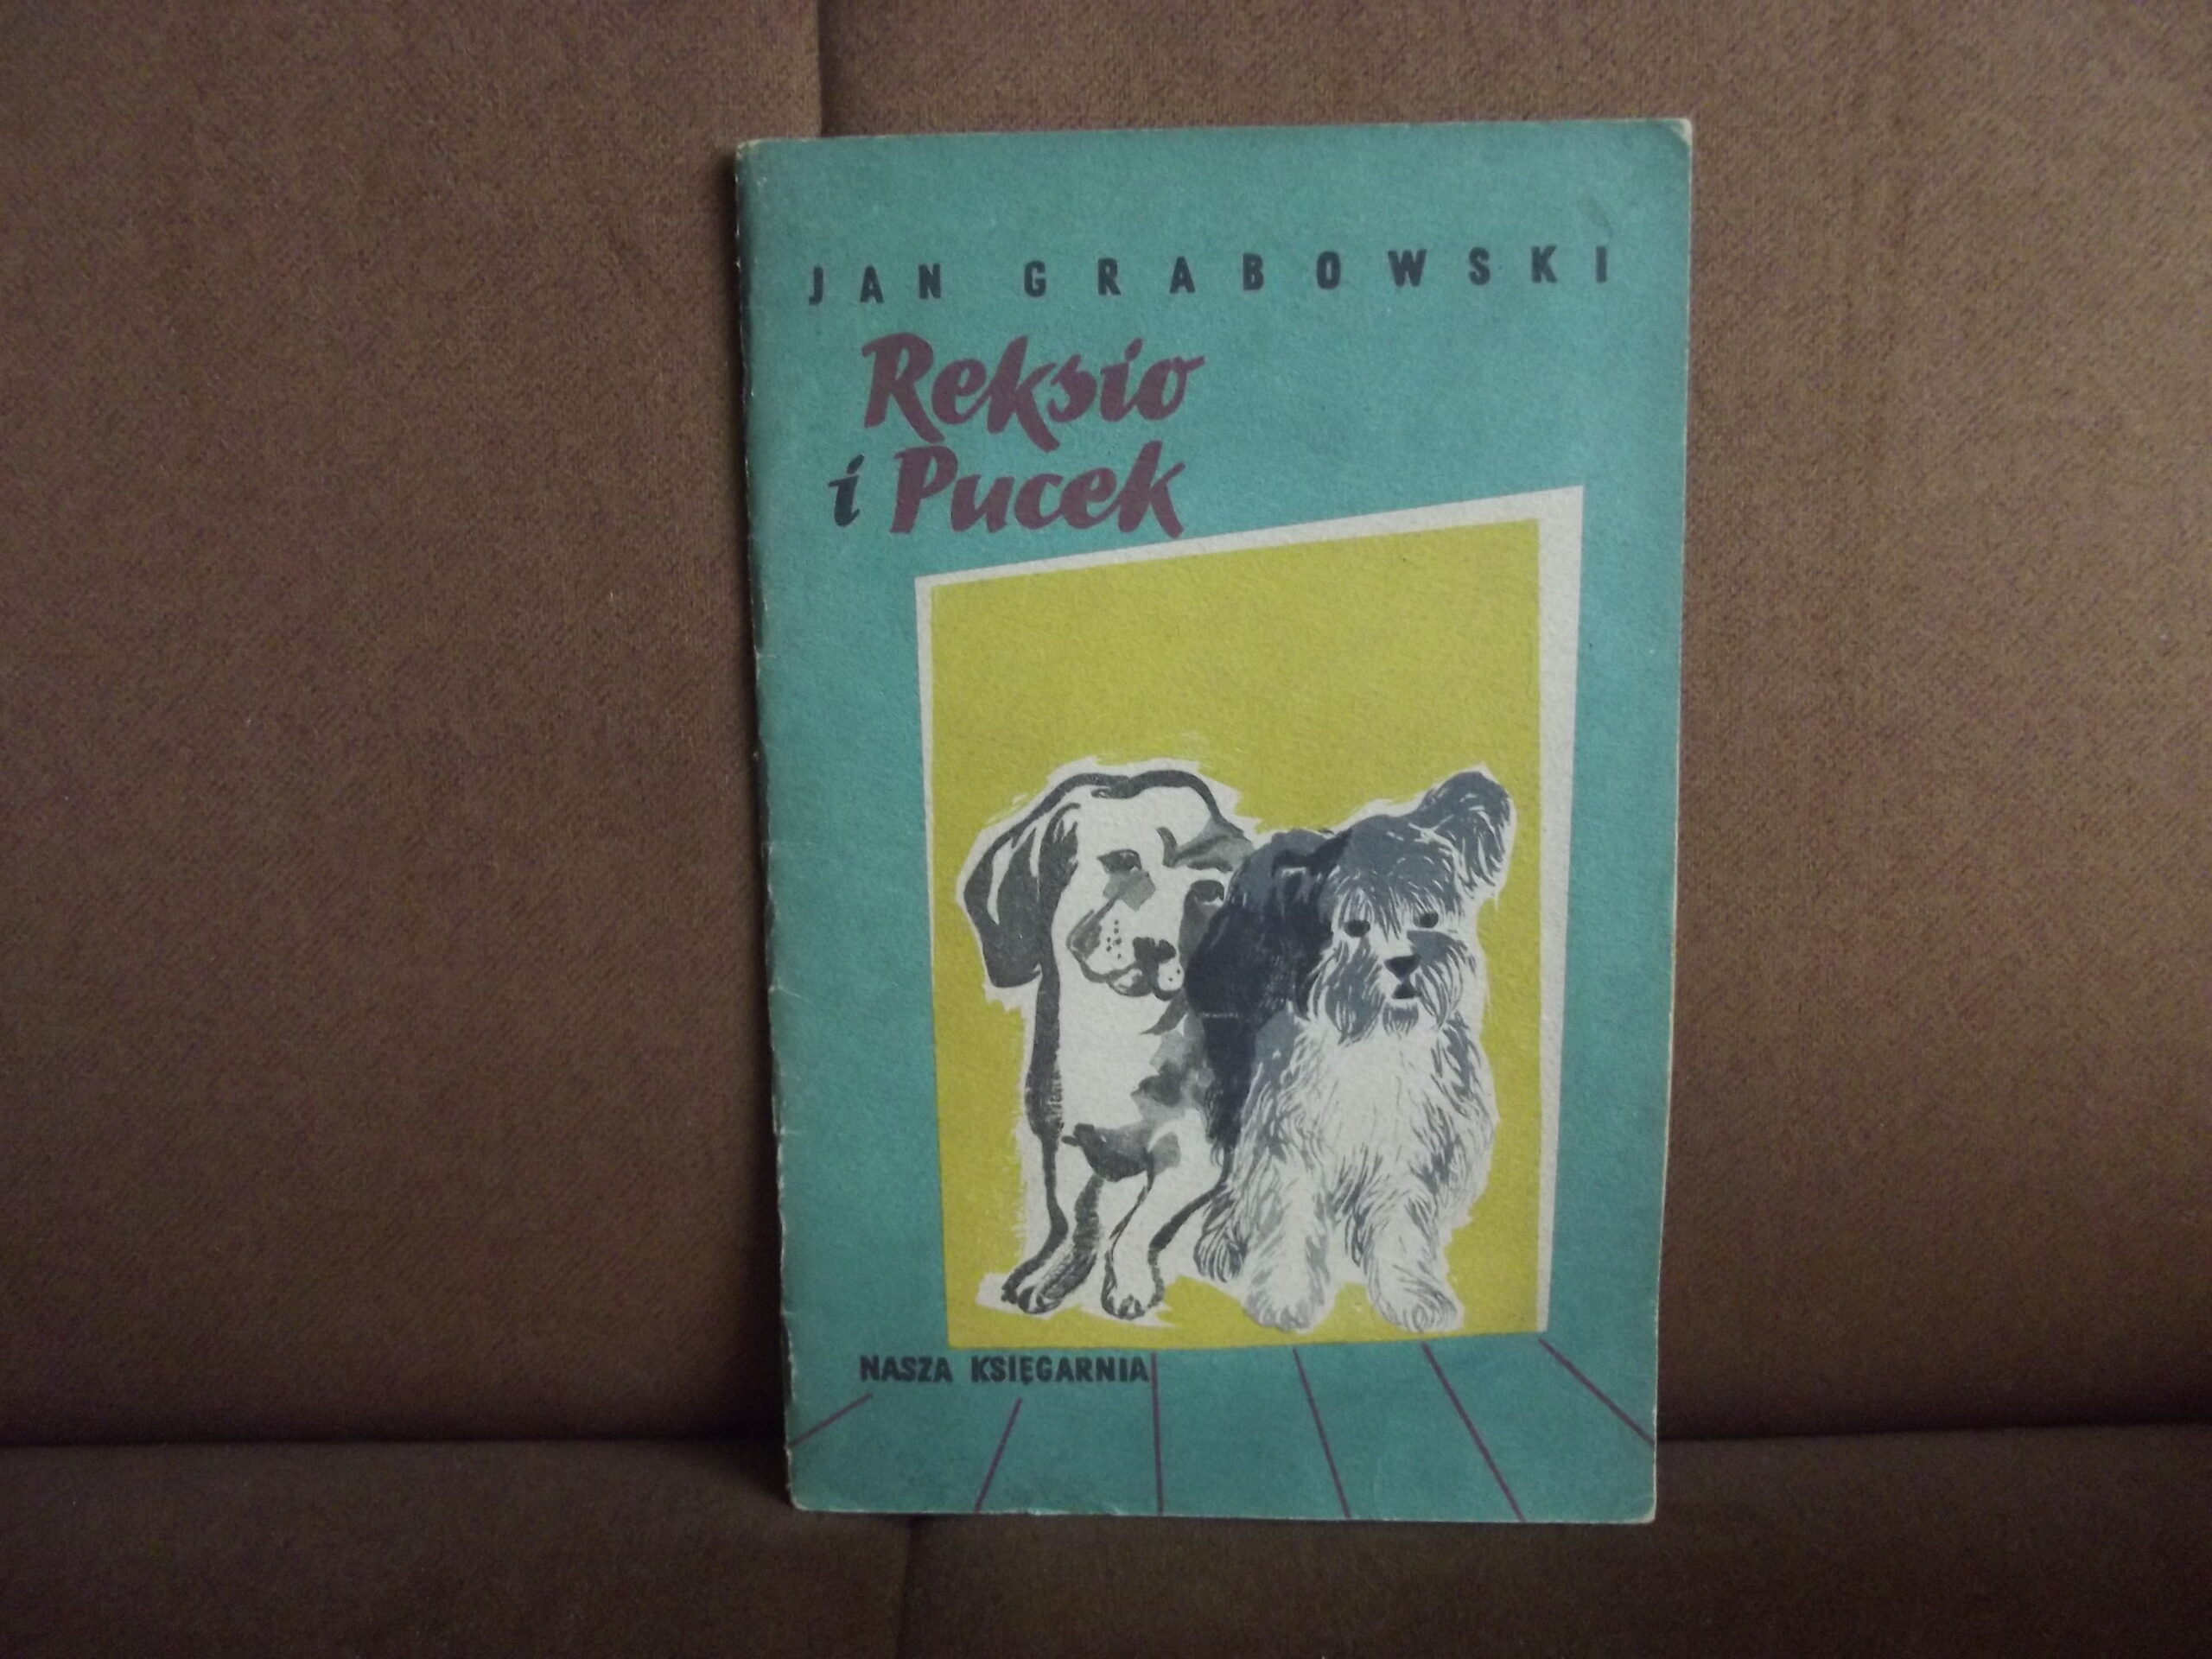 JAN GRABOWSKI
Reksio
i Pucek
NASZA KSIĘGARNIA